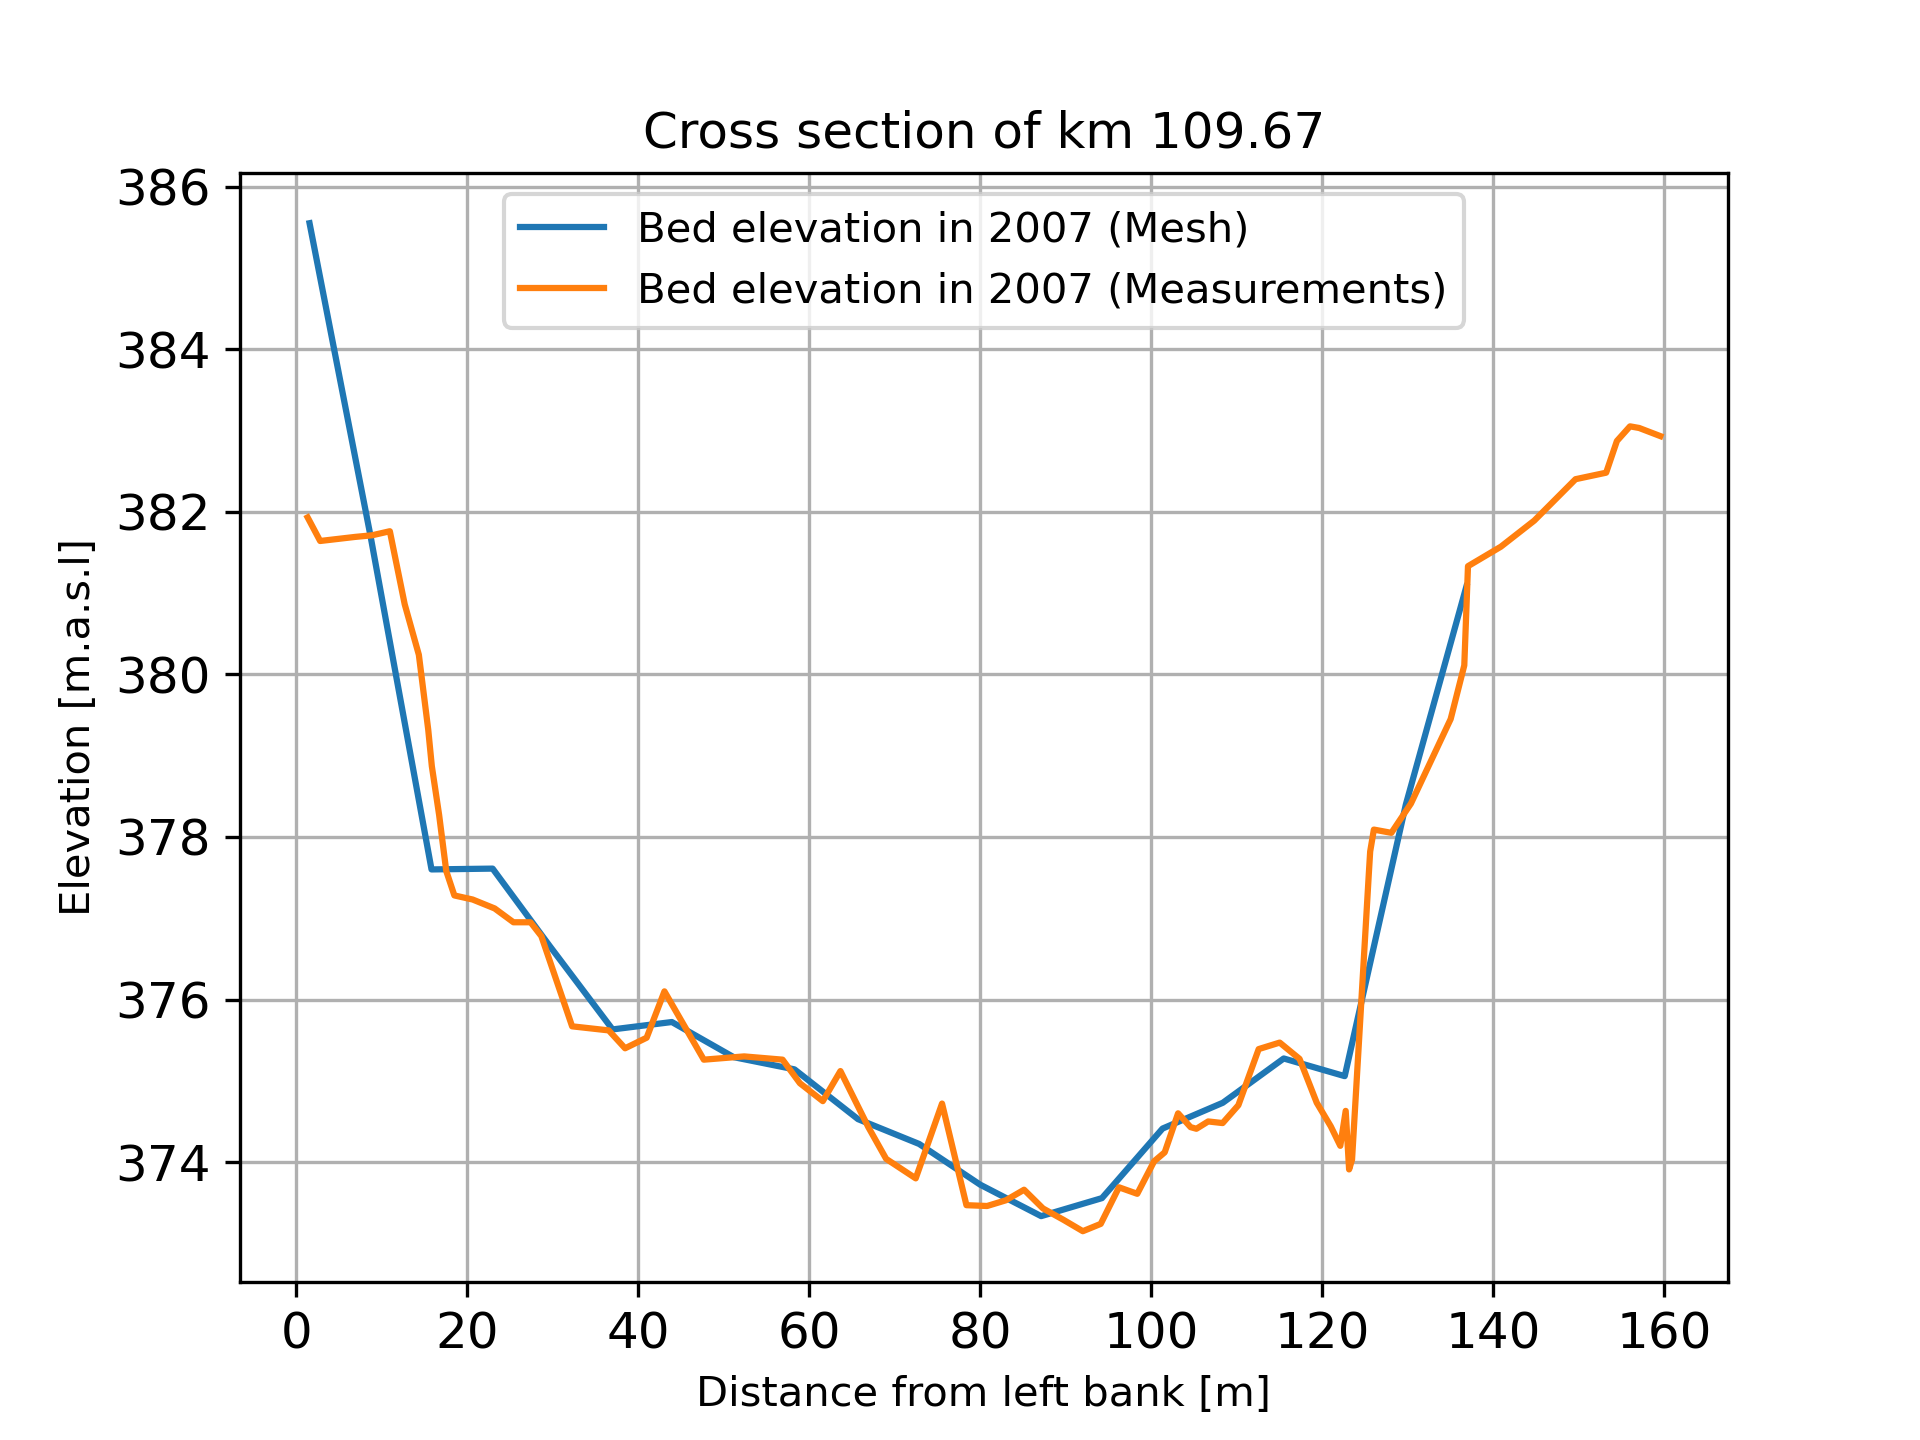 Cross section of km 109.67
Bed elevation in 2007 (Mesh)
Bed elevation in 2007 (Measurements)
386
384
382
380
378
376
374
Elevation [m.a.s.l]
0 20 40 60 80 100 120 140 160
Distance from left bank [m]